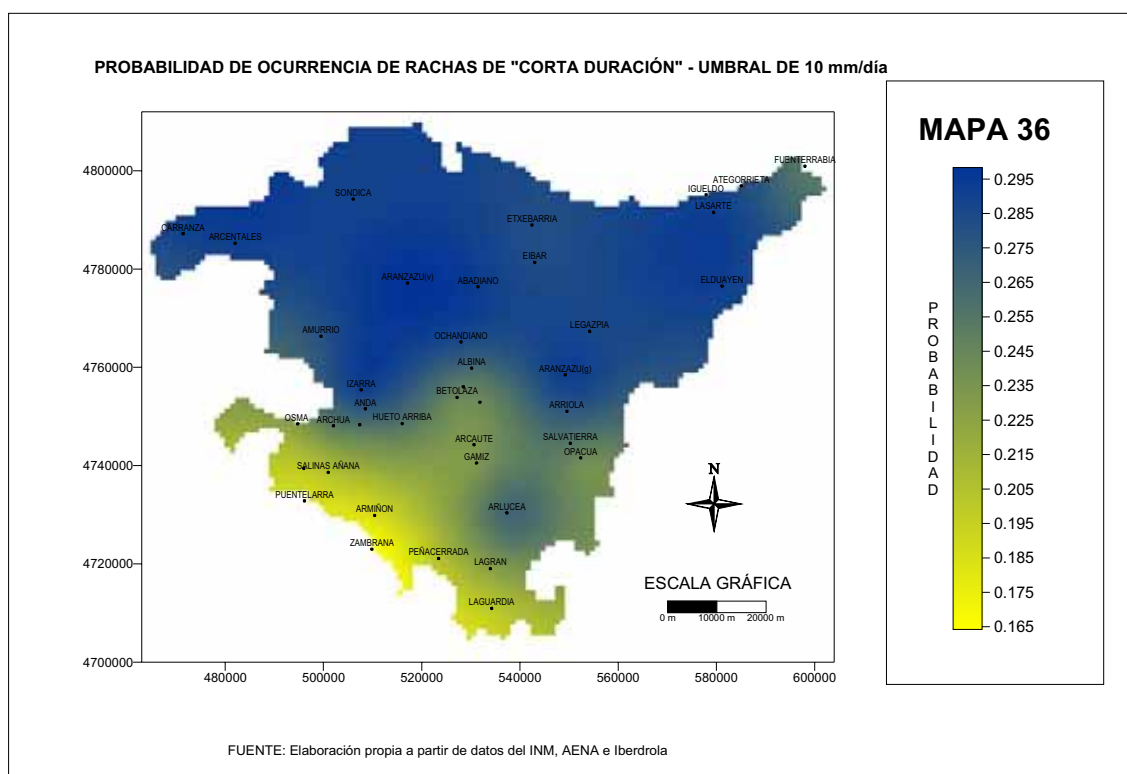 PROBABILIDAD DE OCURRENCIA DE RACHAS DE "CORTA DURACIÓN" - UMBRAL DE 10 mm/día
MAPA 36
FUENTERRABIA
ATEGORRIETA
IGUELDO
LASARTE
SONDICA
ETXEBARRIA
CARRANZA
ARCENTALES
EIBAR
ARANZAZU(v)
ABADIANO
ELDUAYEN
AMURRIO
LEGAZPIA
OCHANDIANO
ALBINA
ARANZAZU(g)
IZARRA
BETOLAZA
ANDA
ARRIOLA
OSMA
ARCHUA
HUETO ARRIBA
ARCAUTE
SALVATIERRA
GAMIZ
OPACUA
SALINAS AÑANA
PUENTELARRA
ARMIÑON
ARLUCEA
ZAMBRANA
PEÑACERRADA
LAGRAN
LAGUARDIA
4800000
4780000
4760000
4740000
4720000
4700000
480000
500000
520000
540000
560000
580000
600000
N
ESCALA GRÁFICA
0 m
10000 m
20000 m
PROBABILIDAD
0.295
0.285
0.275
0.265
0.255
0.245
0.235
0.225
0.215
0.205
0.195
0.185
0.175
0.165
FUENTE: Elaboración propia a partir de datos del INM, AENA e Iberdrola